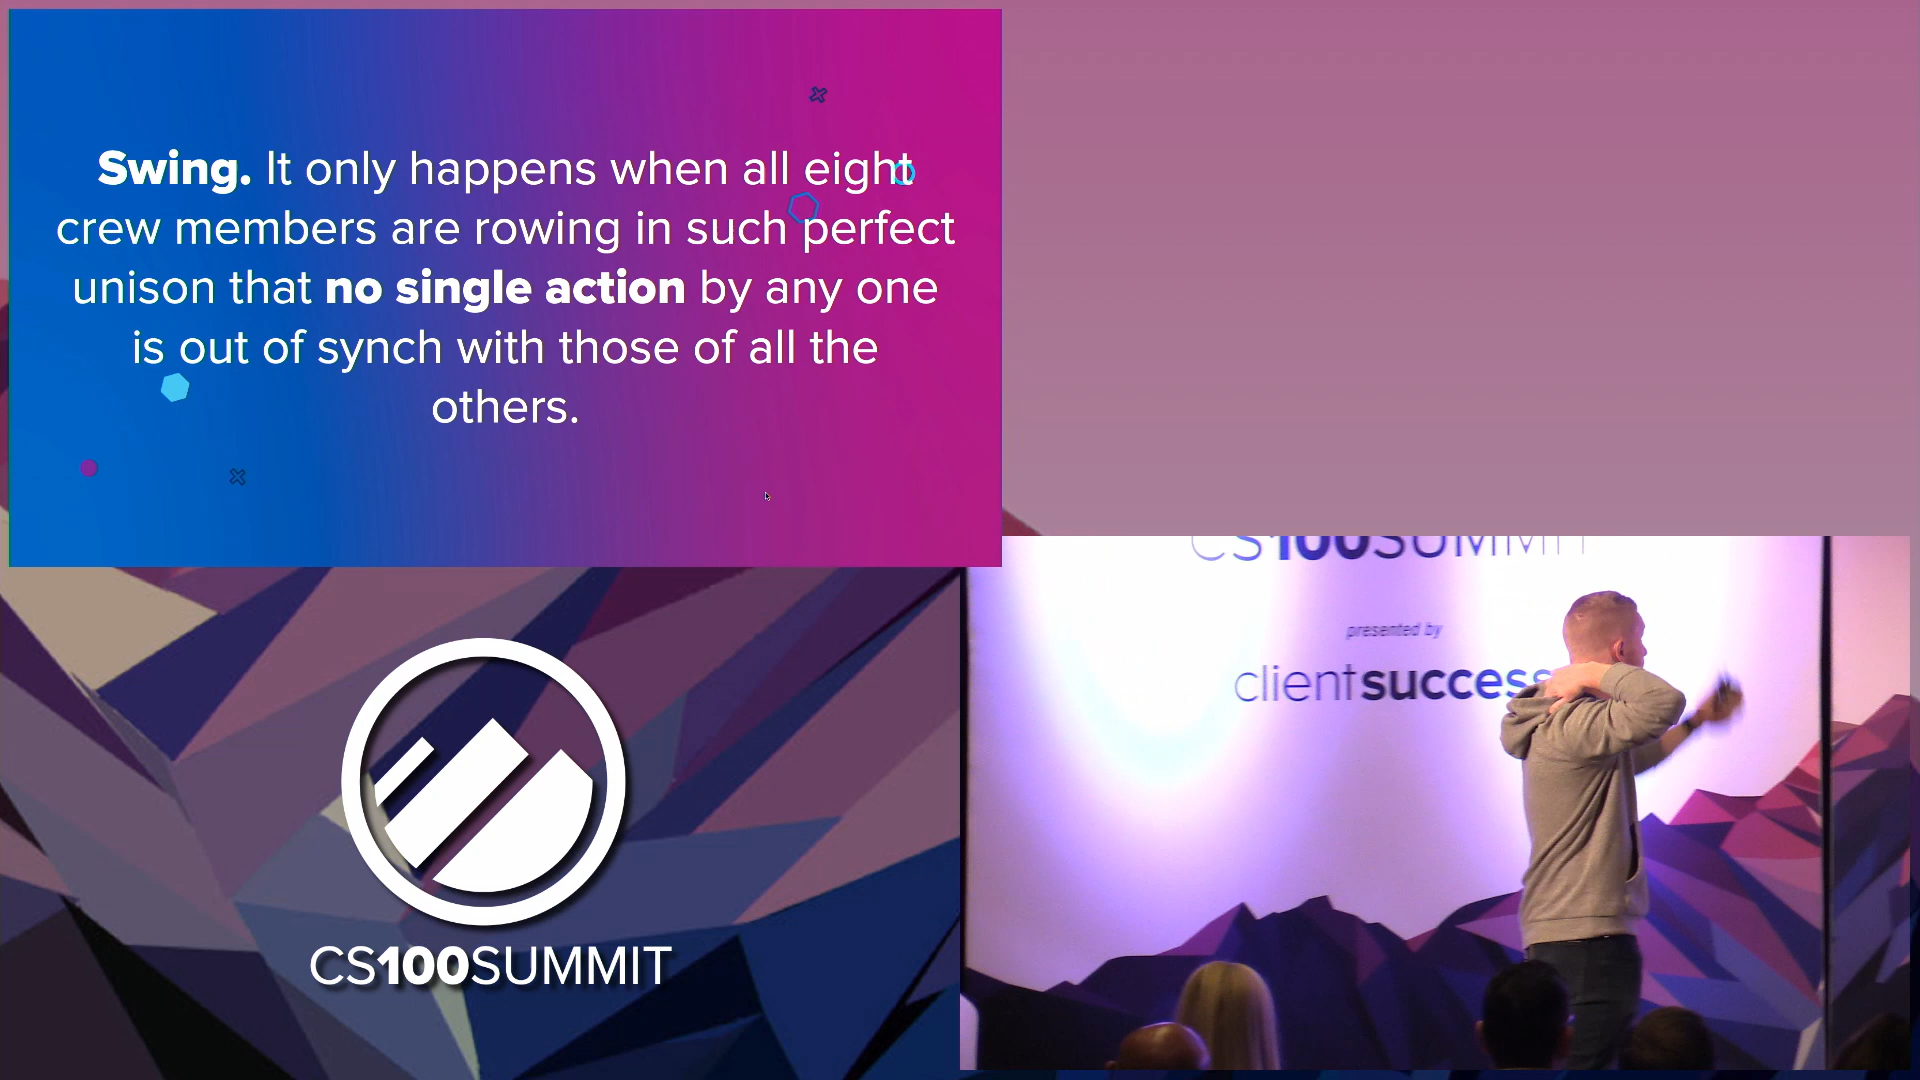 Swing. It only happens when all eight
crew members are rowing in such perfect
unison that no single action by any one
is out of synch with those of all the
others.
CS100SUMMIT
presented by
clientsuccess
CS100SUMMIT